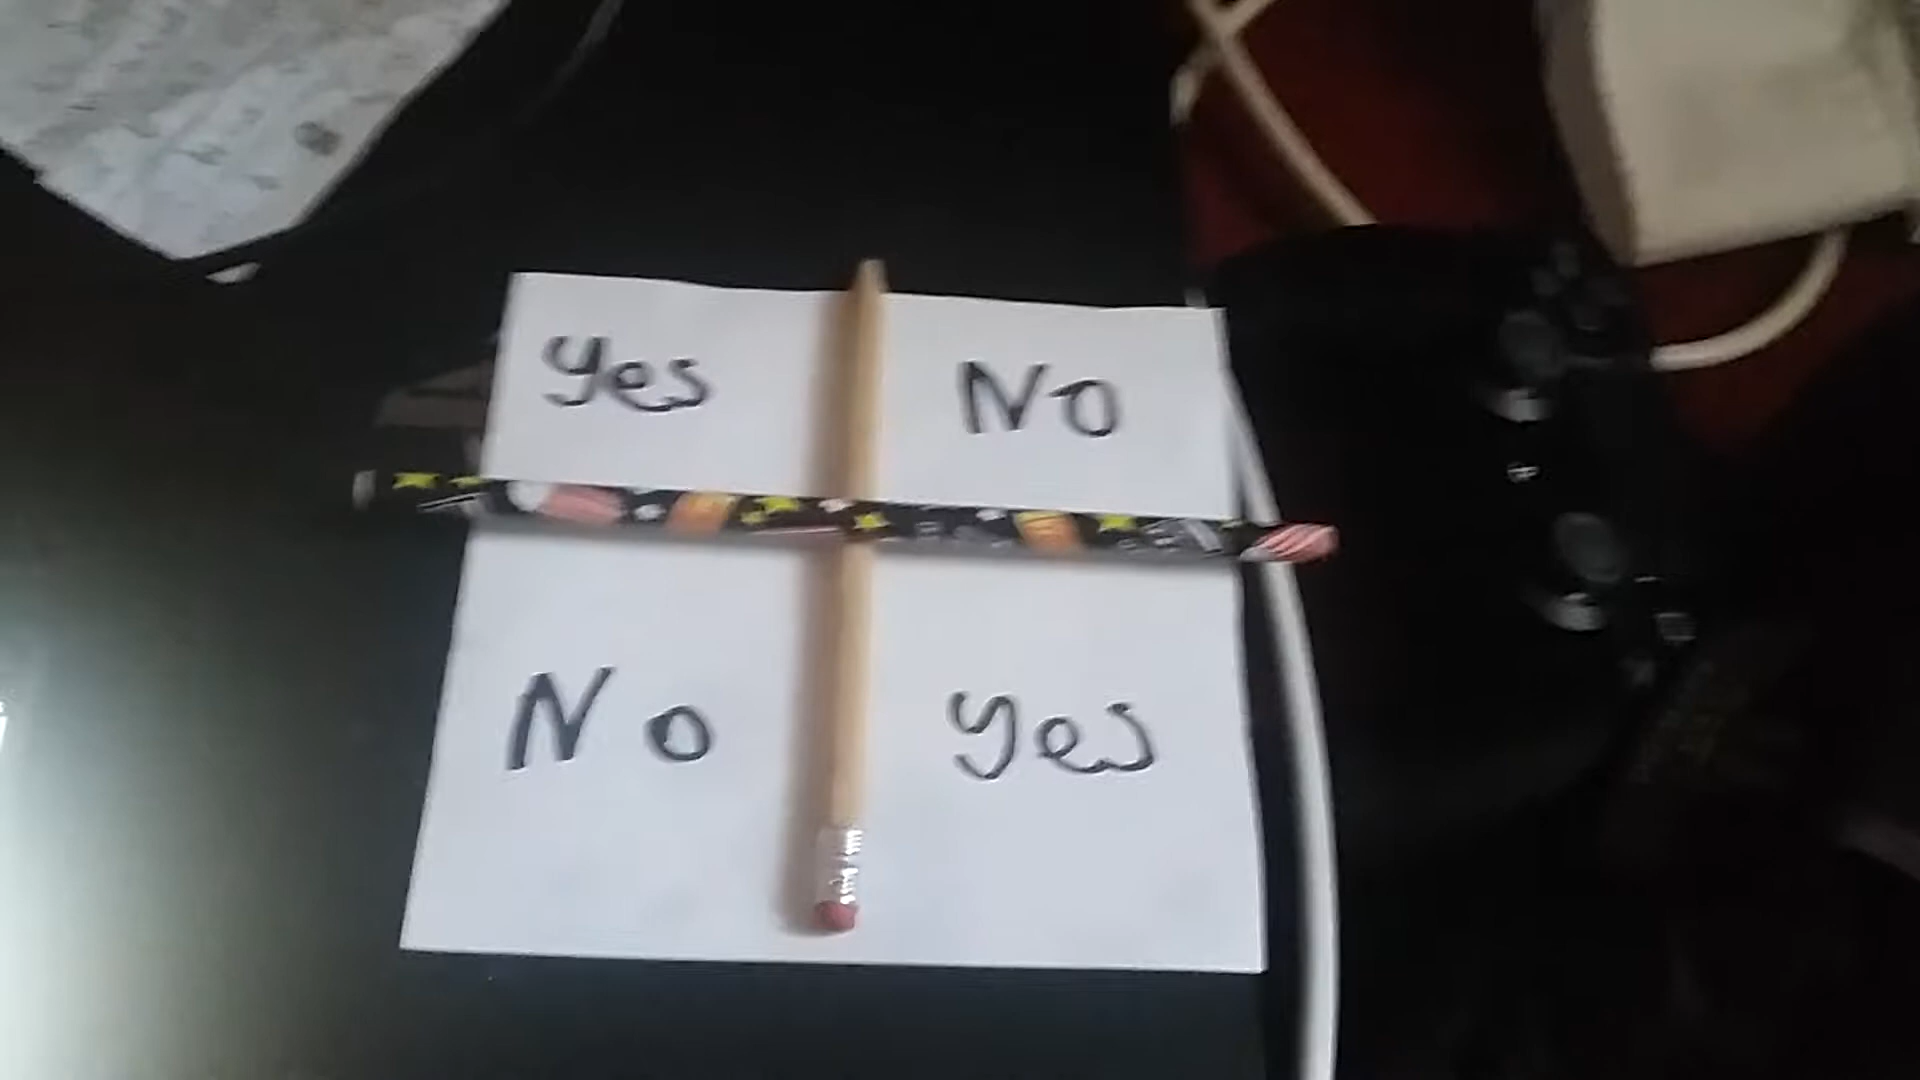 Yes No
No Yes